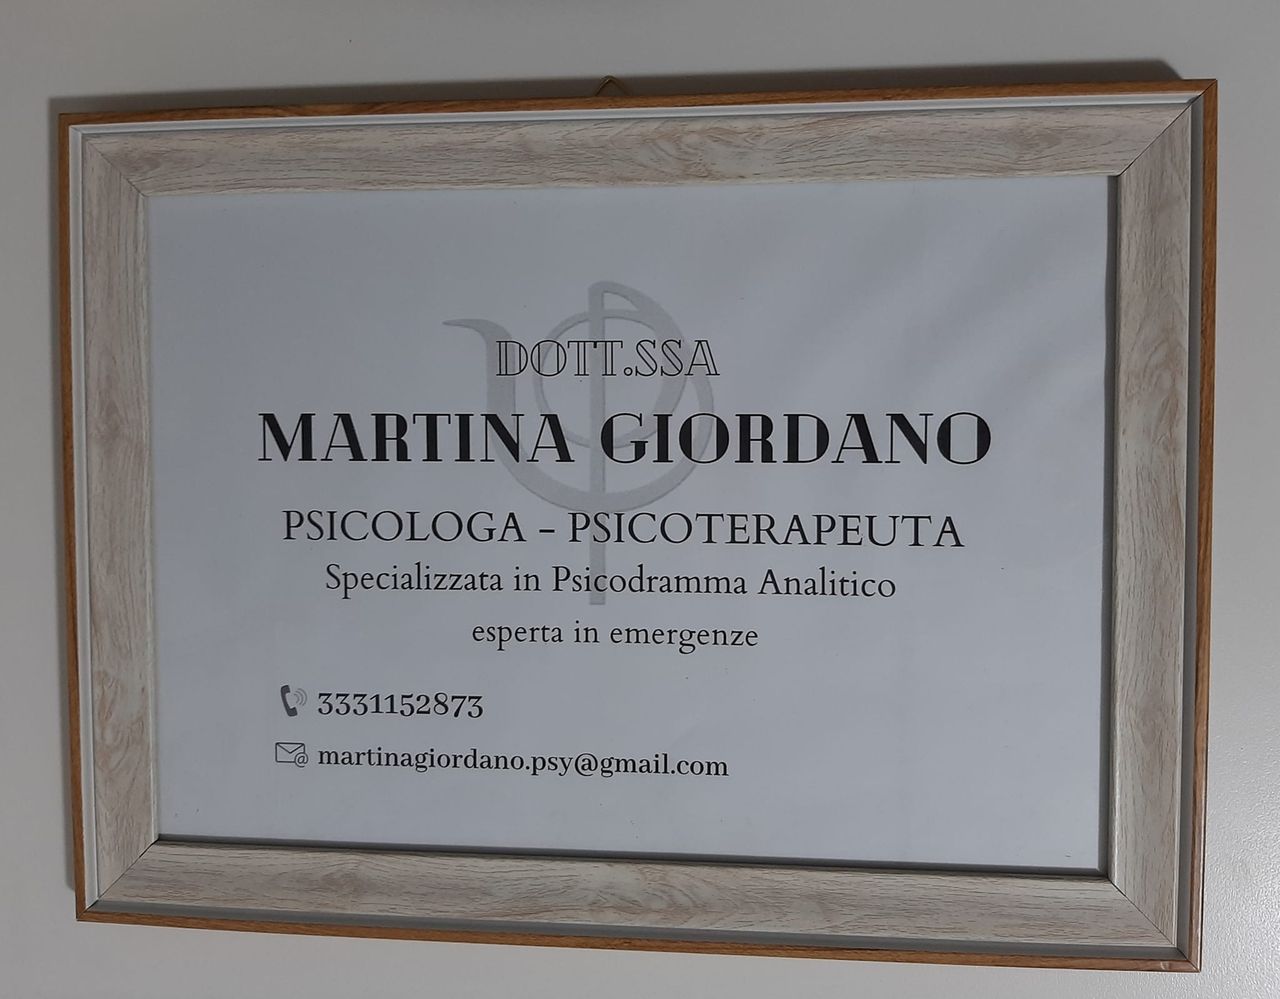 DOTT.SSA
MARTINA GIORDANO
PSICOLOGA - PSICOTERAPEUTA
Specializzata in Psicodramma Analitico
esperta in emergenze
3331152873
martinagiordano.psy@gmail.com